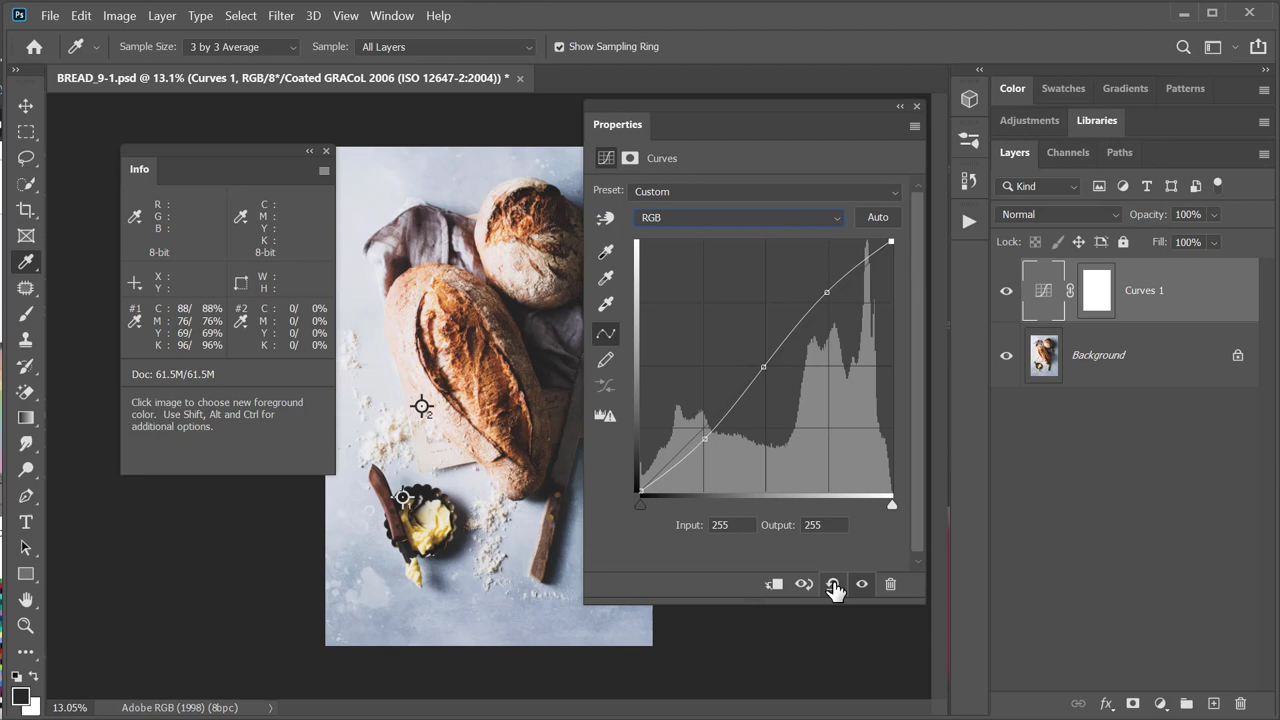 Ps File Edit Image Layer Type Select Filter 3D View Window Help
Sample Size: 3 by 3 Average Sample: All Layers Show Sampling Ring
BREAD_9-1.psd @ 13.1% (Curves 1, RGB/8*/Coated GRACoL 2006 (ISO 12647-2:2004)) * ×
Info
R : C :
G : M :
B : Y :
K :
8-bit 8-bit
X : W :
Y : H :
#1 C : 88/ 88% #2 C : 0/ 0%
M : 76/ 76% M : 0/ 0%
Y : 69/ 69% Y : 0/ 0%
K : 96/ 96% K : 0/ 0%
Doc: 61.5M/61.5M
Click image to choose new foreground
color. Use Shift, Alt and Ctrl for
additional options.
2
1
Properties
Curves
Preset: Custom
RGB Auto
Input: 255 Output: 255
Color Swatches Gradients Patterns
Adjustments Libraries
Layers Channels Paths
Kind
Normal Opacity: 100%
Lock: Fill: 100%
Curves 1
Background
fx
T
13.05% Adobe RGB (1998) (8bpc)